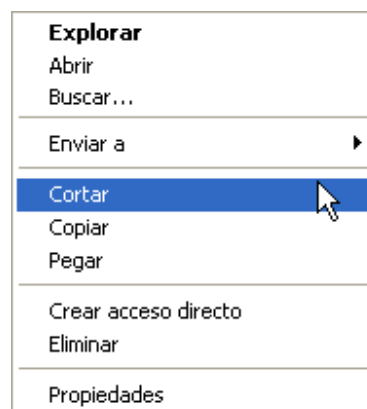 Explorar
Abrir
Buscar...
Enviar a
Cortar
Copiar
Pegar
Crear acceso directo
Eliminar
Propiedades